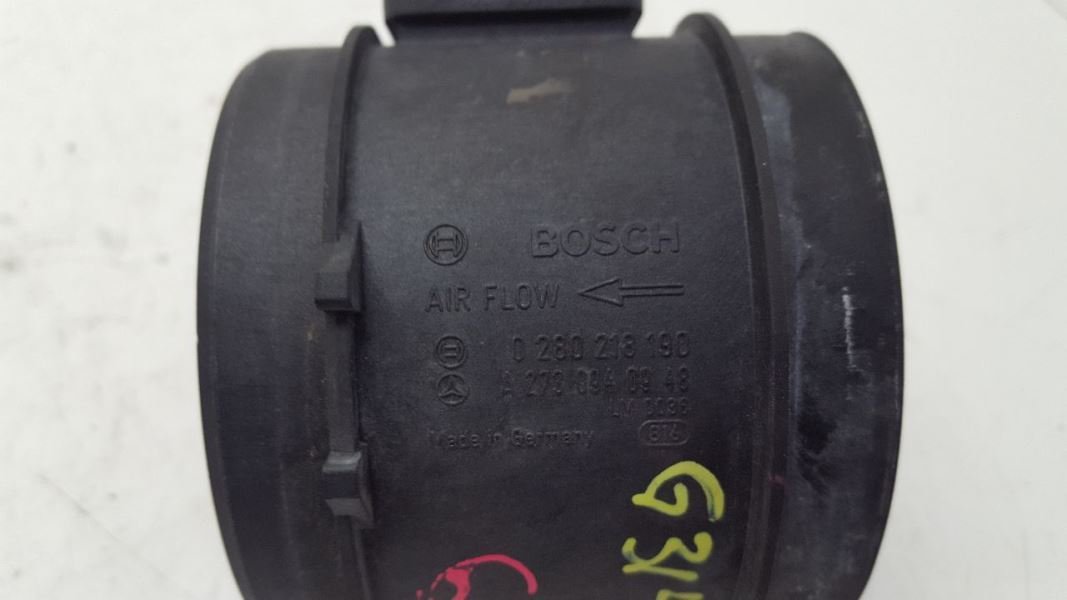 BOSCH
AIR FLOW
0 280 218 190
A 273 094 09 48
Made in Germany